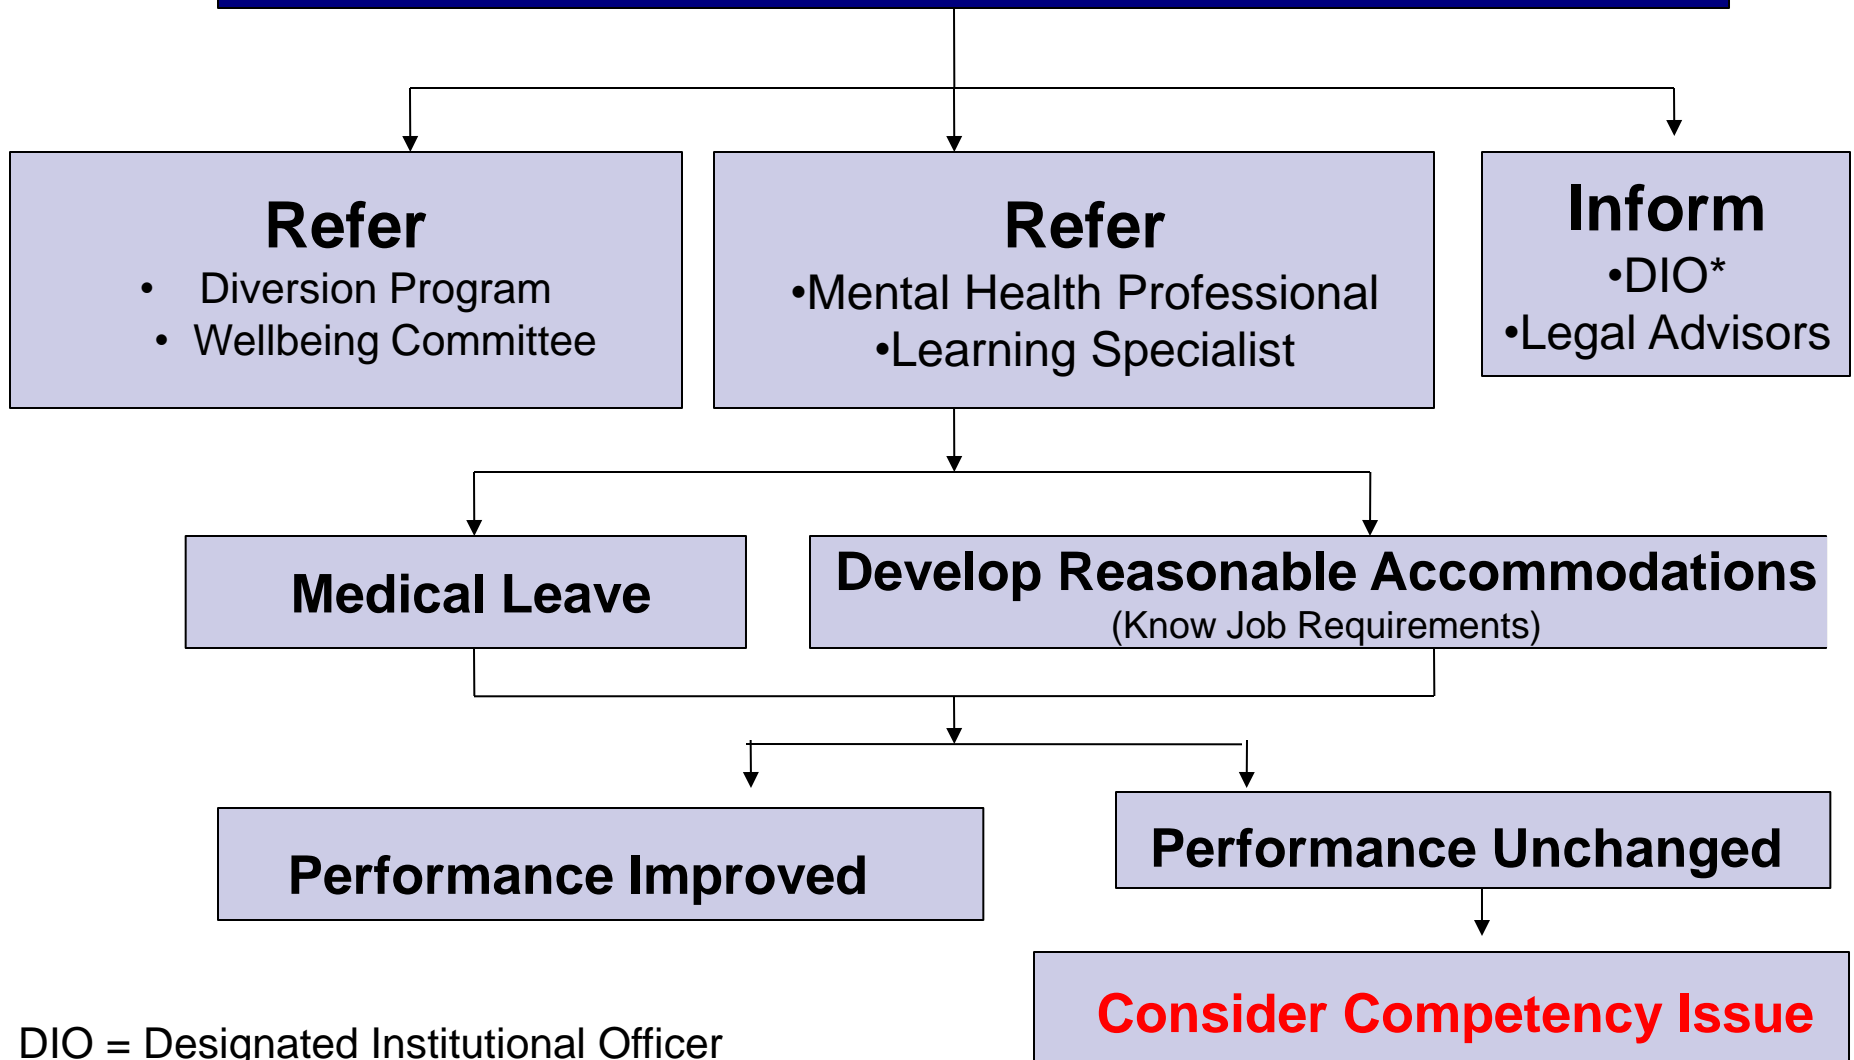 Refer
• Diversion Program
• Wellbeing Committee
Refer
•Mental Health Professional
•Learning Specialist
Inform
•DIO*
•Legal Advisors
Medical Leave
Develop Reasonable Accommodations
(Know Job Requirements)
Performance Improved
Performance Unchanged
Consider Competency Issue
DIO = Designated Institutional Officer